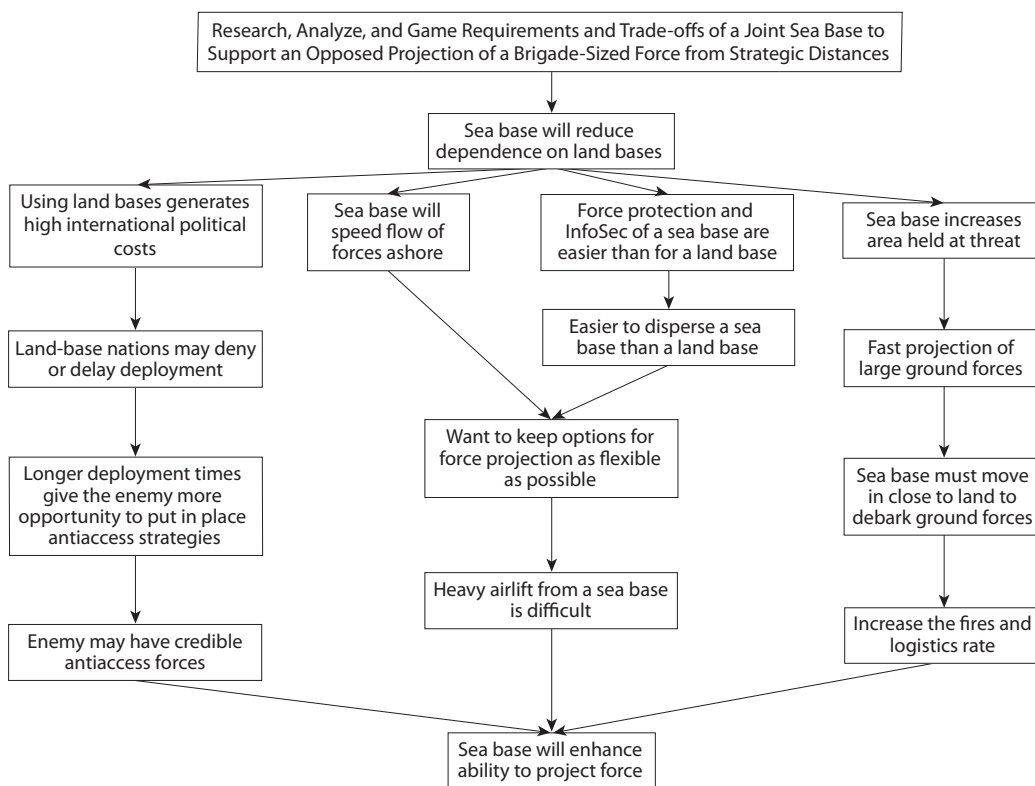 Research, Analyze, and Game Requirements and Trade-offs of a Joint Sea Base to
Support an Opposed Projection of a Brigade-Sized Force from Strategic Distances
Sea base will reduce
dependence on land bases
Using land bases generates
high international political
costs
Sea base will
speed flow of
forces ashore
Force protection and
InfoSec of a sea base are
easier than for a land base
Sea base increases
area held at threat
Land-base nations may deny
or delay deployment
Easier to disperse a sea
base than a land base
Fast projection of
large ground forces
Longer deployment times
give the enemy more
opportunity to put in place
antiaccess strategies
Want to keep options for
force projection as flexible
as possible
Sea base must move
in close to land to
debark ground forces
Enemy may have credible
antiaccess forces
Heavy airlift from a sea base
is difficult
Increase the fires and
logistics rate
Sea base will enhance
ability to project force